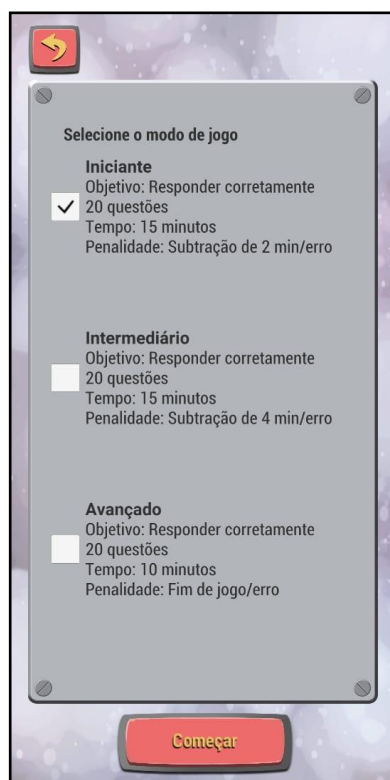 Selecione o modo de jogo
Iniciante
Objetivo: Responder corretamente
20 questões
Tempo: 15 minutos
Penalidade: Subtração de 2 min/erro
Intermediário
Objetivo: Responder corretamente
20 questões
Tempo: 15 minutos
Penalidade: Subtração de 4 min/erro
Avançado
Objetivo: Responder corretamente
20 questões
Tempo: 10 minutos
Penalidade: Fim de jogo/erro
Começar